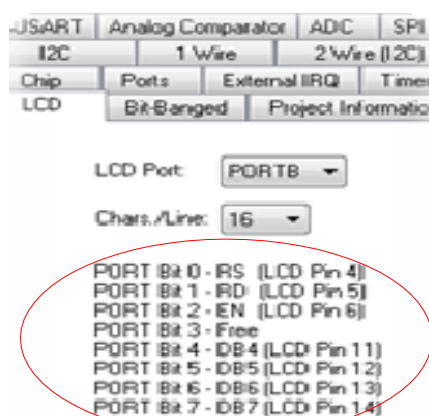 USART Analog Comparator ADC SPI
I2C 1 Wire 2 Wire (I2C)
Chip Ports External IRQ Timer
LCD Bit-Banged Project Informatio
LCD Port: PORTB
Chars./Line: 16
PORT Bit 0 - RS (LCD Pin 4)
PORT Bit 1 - RD (LCD Pin 5)
PORT Bit 2 - EN (LCD Pin 6)
PORT Bit 3 - Free
PORT Bit 4 - DB4 (LCD Pin 11)
PORT Bit 5 - DB5 (LCD Pin 12)
PORT Bit 6 - DB6 (LCD Pin 13)
PORT Bit 7 - DB7 (LCD Pin 14)